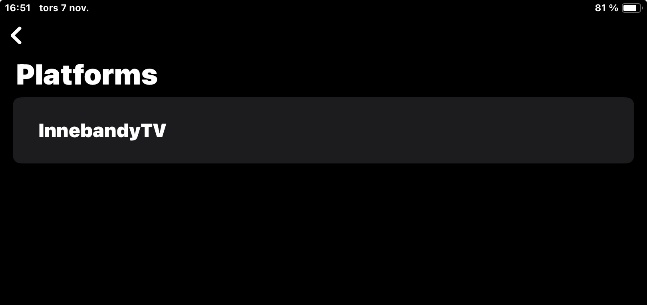 16:51 tors 7 nov. 81 %
Platforms
InnebandyTV